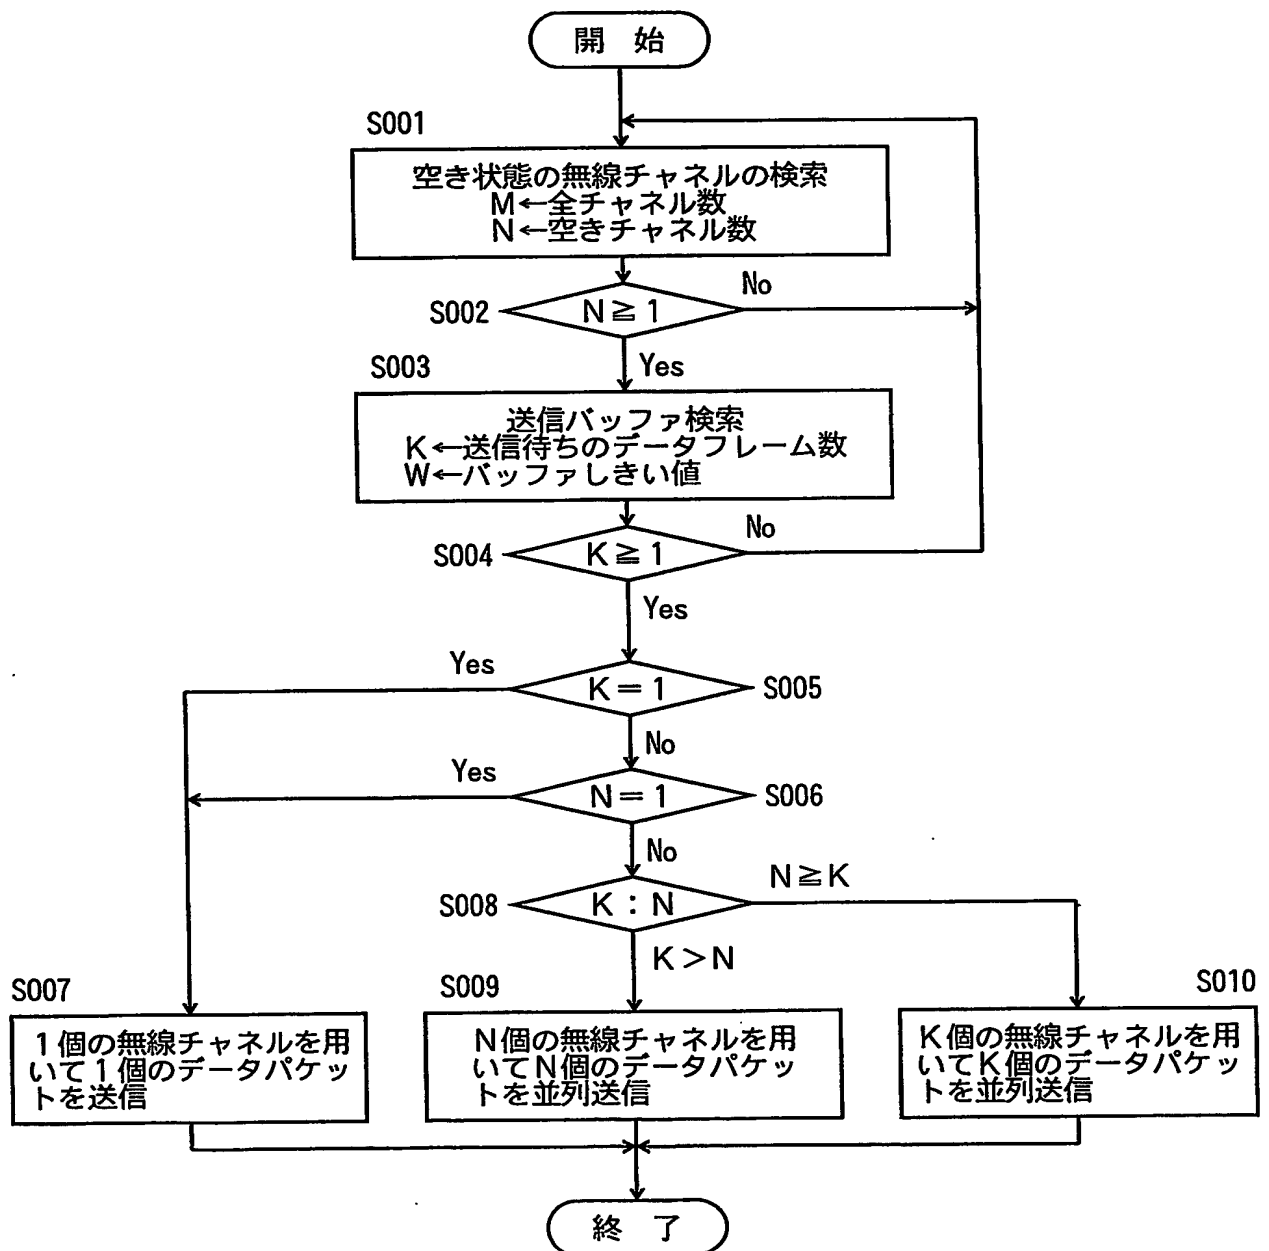 開 始
S001
空き状態の無線チャネルの検索
M←全チャネル数
N←空きチャネル数
S002
N≧1
No
Yes
S003
送信バッファ検索
K←送信待ちのデータフレーム数
W←バッファしきい値
S004
K≧1
No
Yes
Yes
K=1
S005
No
Yes
N=1
S006
No
S008
K:N
N≧K
K>N
S007
1個の無線チャネルを用
いて1個のデータパケッ
トを送信
S009
N個の無線チャネルを用
いてN個のデータパケッ
トを並列送信
S010
K個の無線チャネルを用
いてK個のデータパケッ
トを並列送信
終 了